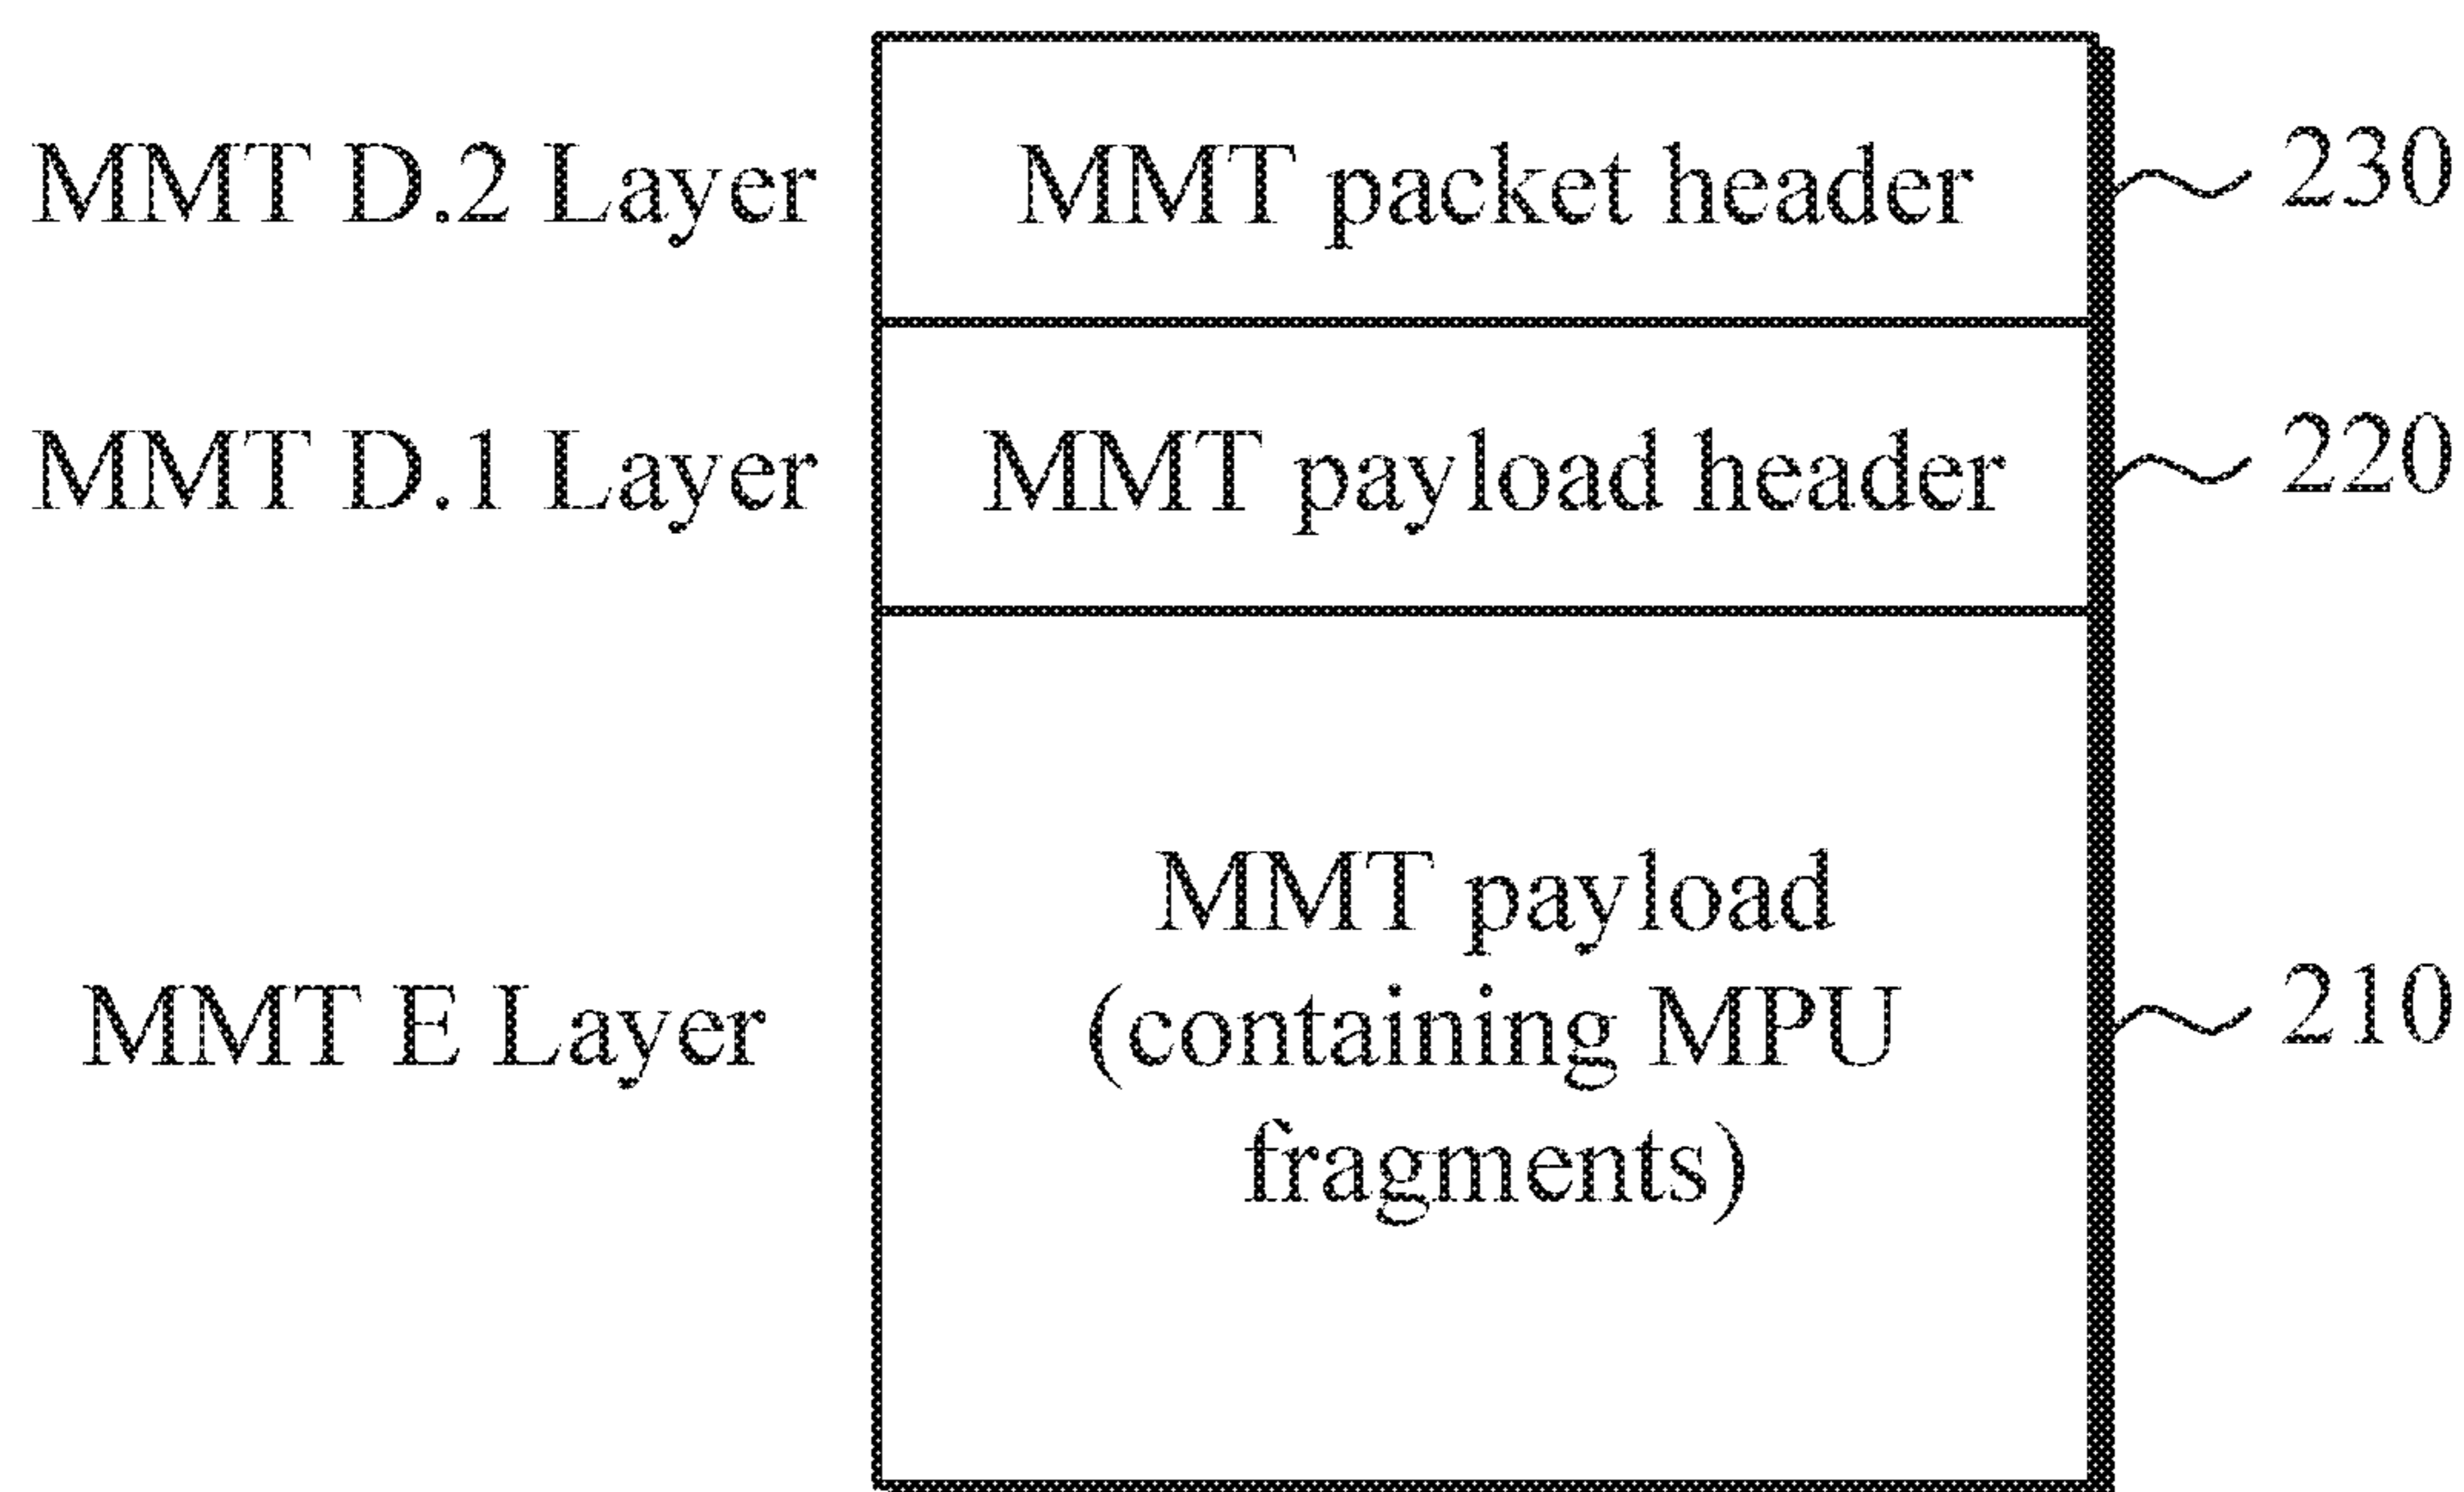 MMT D.2 Layer MMT packet header 230
MMT D.1 Layer MMT payload header 220
MMT payload
MMT E Layer (containing MPU 210
fragments)